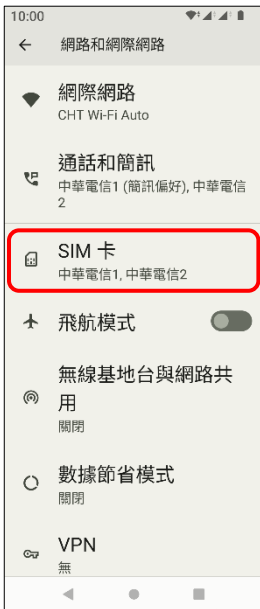 10:00
網路和網際網路
網際網路
CHT Wi-Fi Auto
通話和簡訊
中華電信1 (簡訊偏好), 中華電信
2
SIM 卡
中華電信1, 中華電信2
飛航模式
無線基地台與網路共
用
關閉
數據節省模式
關閉
VPN
無